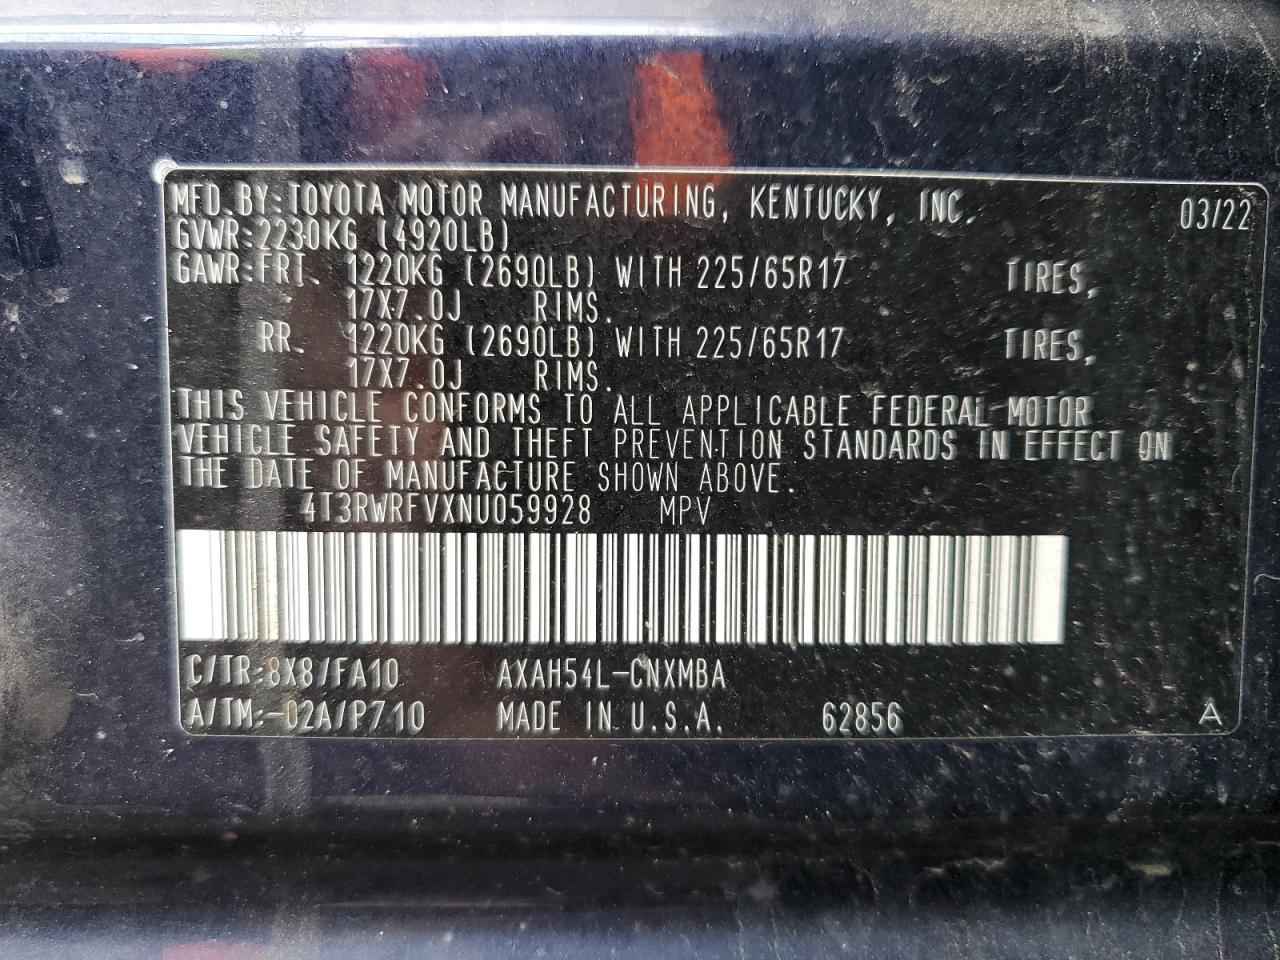 MFD.BY:TOYOTA MOTOR MANUFACTURING, KENTUCKY, INC. 03/22
GVWR:2230KG (4920LB)
GAWR:FRT. 1220KG (2690LB) WITH 225/65R17 TIRES,
17X7.0J RIMS.
RR. 1220KG (2690LB) WITH 225/65R17 TIRES,
17X7.0J RIMS.
THIS VEHICLE CONFORMS TO ALL APPLICABLE FEDERAL MOTOR
VEHICLE SAFETY AND THEFT PREVENTION STANDARDS IN EFFECT ON
THE DATE OF MANUFACTURE SHOWN ABOVE.
4T3RWRFVXNU059928 MPV
C/TR:8X8/FA10 AXAH54L-CNXMBA
A/TM:-02A/P710 MADE IN U.S.A. 62856 A